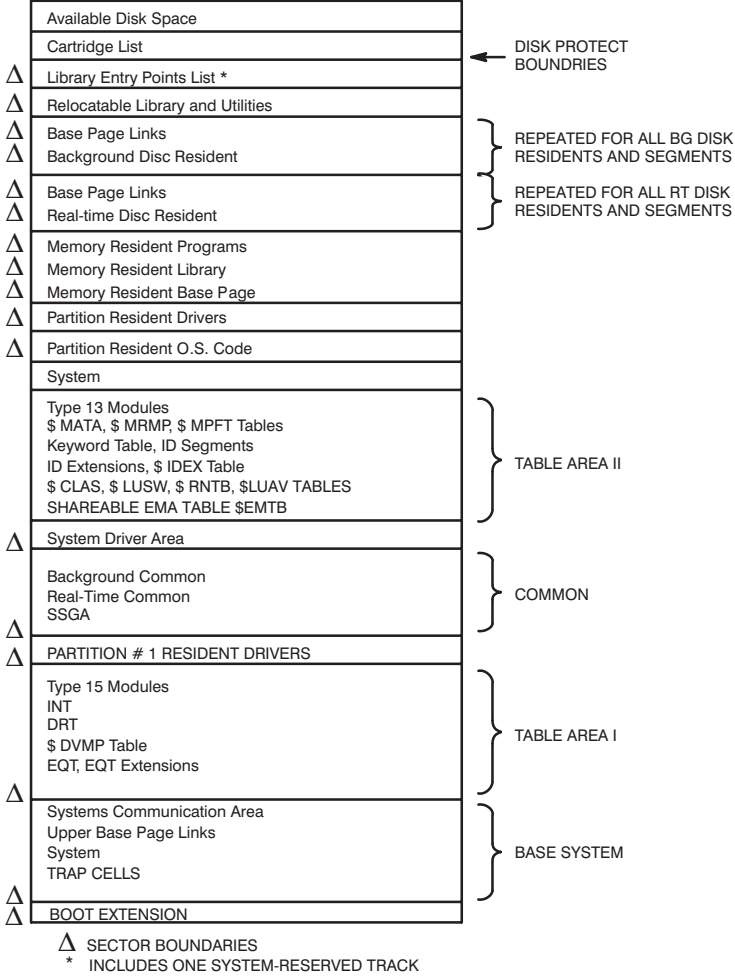 Available Disk Space
Cartridge List
DISK PROTECT
BOUNDRIES
Δ Library Entry Points List *
Δ Relocatable Library and Utilities
Δ Base Page Links
Δ Background Disc Resident
REPEATED FOR ALL BG DISK
RESIDENTS AND SEGMENTS
Δ Base Page Links
Δ Real-time Disc Resident
REPEATED FOR ALL RT DISK
RESIDENTS AND SEGMENTS
Δ Memory Resident Programs
Δ Memory Resident Library
Δ Memory Resident Base Page
Δ Partition Resident Drivers
Δ Partition Resident O.S. Code
System
Type 13 Modules
$ MATA, $ MRMP, $ MPFT Tables
Keyword Table, ID Segments
ID Extensions, $ IDEX Table
$ CLAS, $ LUSW, $ RNTB, $LUAV TABLES
SHAREABLE EMA TABLE $EMTB
TABLE AREA II
Δ System Driver Area
Background Common
Real-Time Common
SSGA
COMMON
Δ
Δ PARTITION # 1 RESIDENT DRIVERS
Type 15 Modules
INT
DRT
$ DVMP Table
EQT, EQT Extensions
TABLE AREA I
Δ
Systems Communication Area
Upper Base Page Links
System
TRAP CELLS
BASE SYSTEM
Δ
Δ BOOT EXTENSION
Δ SECTOR BOUNDARIES
* INCLUDES ONE SYSTEM-RESERVED TRACK